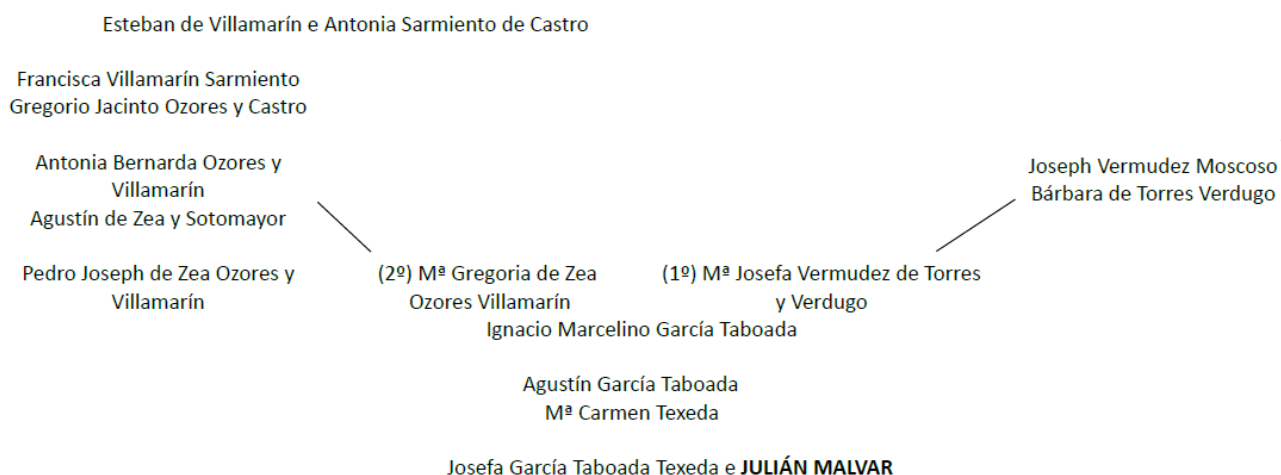 Esteban de Villamarín e Antonia Sarmiento de Castro
Francisca Villamarín Sarmiento
Gregorio Jacinto Ozores y Castro
Antonia Bernarda Ozores y
Villamarín
Agustín de Zea y Sotomayor
Joseph Vermudez Moscoso
Bárbara de Torres Verdugo
Pedro Joseph de Zea Ozores y
Villamarín
(2º) Mª Gregoria de Zea
Ozores Villamarín
(1º) Mª Josefa Vermudez de Torres
y Verdugo
Ignacio Marcelino García Taboada
Agustín García Taboada
Mª Carmen Texeda
Josefa García Taboada Texeda e JULIÁN MALVAR